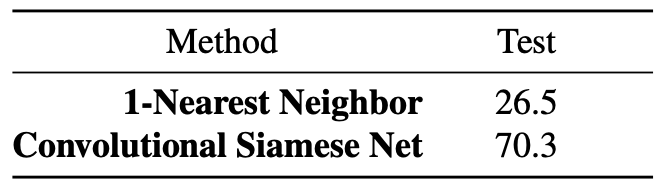 Method Test
1-Nearest Neighbor 26.5
Convolutional Siamese Net 70.3